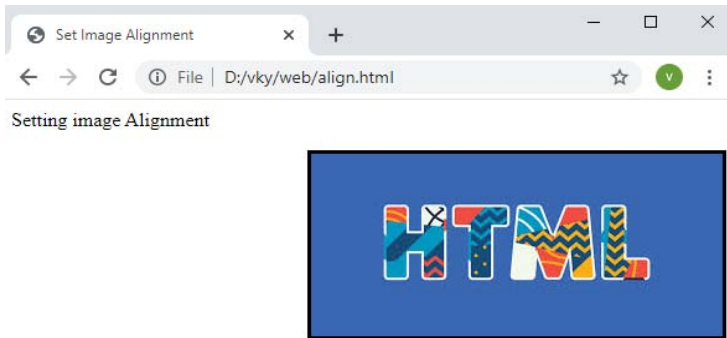 Set Image Alignment
File | D:/vky/web/align.html
V
Setting image Alignment
HTML